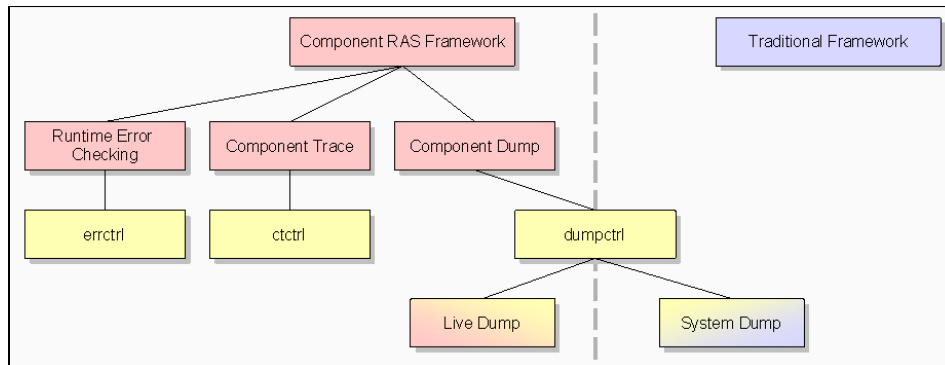 Component RAS Framework
Traditional Framework
Runtime Error
Checking
Component Trace
Component Dump
errctrl
ctctrl
dumpctrl
Live Dump
System Dump